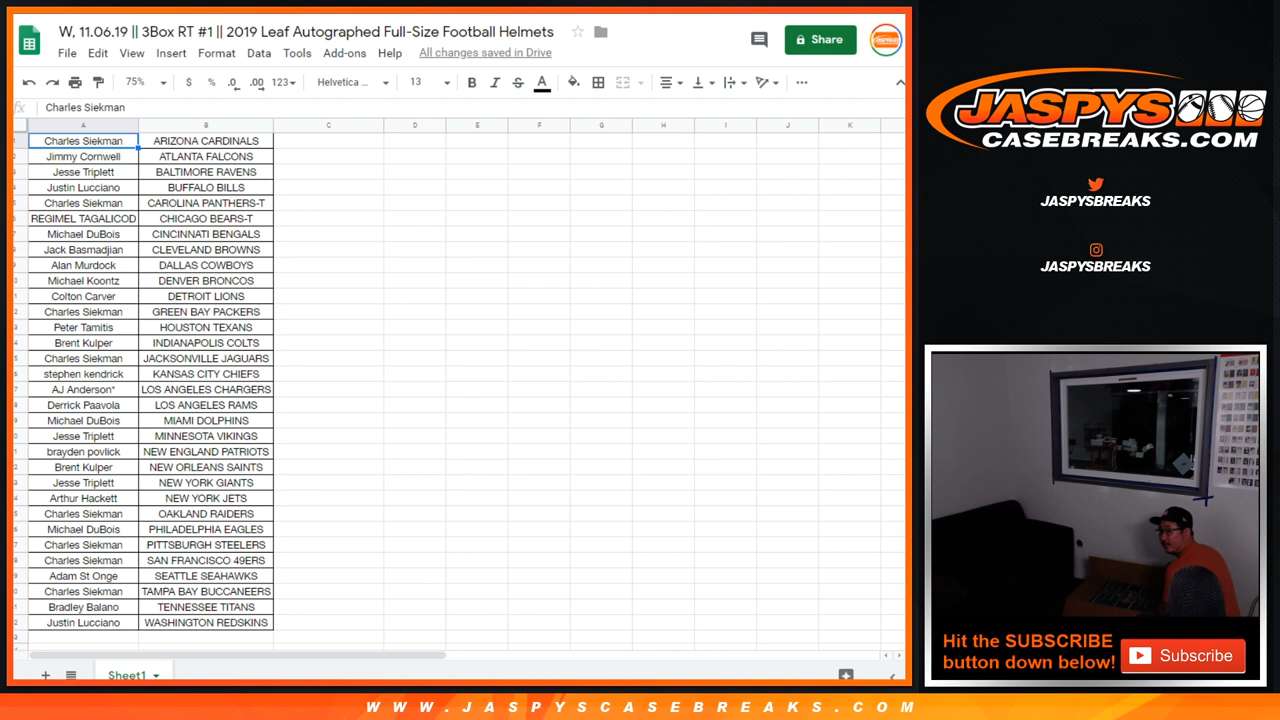 W, 11.06.19 || 3Box RT #1 || 2019 Leaf Autographed Full-Size Football Helmets
File Edit View Insert Format Data Tools Add-ons Help All changes saved in Drive
Share
75% $ % .0 .00 123 Helvetica ... 13 B I S A
fx Charles Siekman
A B C D E F G H I J K
Charles Siekman ARIZONA CARDINALS
Jimmy Cornwell ATLANTA FALCONS
Jesse Triplett BALTIMORE RAVENS
Justin Lucciano BUFFALO BILLS
Charles Siekman CAROLINA PANTHERS-T
REGIMEL TAGALICOD CHICAGO BEARS-T
Michael DuBois CINCINNATI BENGALS
Jack Basmadjian CLEVELAND BROWNS
Alan Murdock DALLAS COWBOYS
Michael Koontz DENVER BRONCOS
Colton Carver DETROIT LIONS
Charles Siekman GREEN BAY PACKERS
Peter Tamitis HOUSTON TEXANS
Brent Kulper INDIANAPOLIS COLTS
Charles Siekman JACKSONVILLE JAGUARS
stephen kendrick KANSAS CITY CHIEFS
AJ Anderson* LOS ANGELES CHARGERS
Derrick Paavola LOS ANGELES RAMS
Michael DuBois MIAMI DOLPHINS
Jesse Triplett MINNESOTA VIKINGS
brayden povlick NEW ENGLAND PATRIOTS
Brent Kulper NEW ORLEANS SAINTS
Jesse Triplett NEW YORK GIANTS
Arthur Hackett NEW YORK JETS
Charles Siekman OAKLAND RAIDERS
Michael DuBois PHILADELPHIA EAGLES
Charles Siekman PITTSBURGH STEELERS
Charles Siekman SAN FRANCISCO 49ERS
Adam St Onge SEATTLE SEAHAWKS
Charles Siekman TAMPA BAY BUCCANEERS
Bradley Balano TENNESSEE TITANS
Justin Lucciano WASHINGTON REDSKINS
Sheet1
JASPYS
CASEBREAKS.COM
JASPYSBREAKS
JASPYSBREAKS
Hit the SUBSCRIBE
button down below!
Subscribe
WWW.JASPYSCASEBREAKS.COM